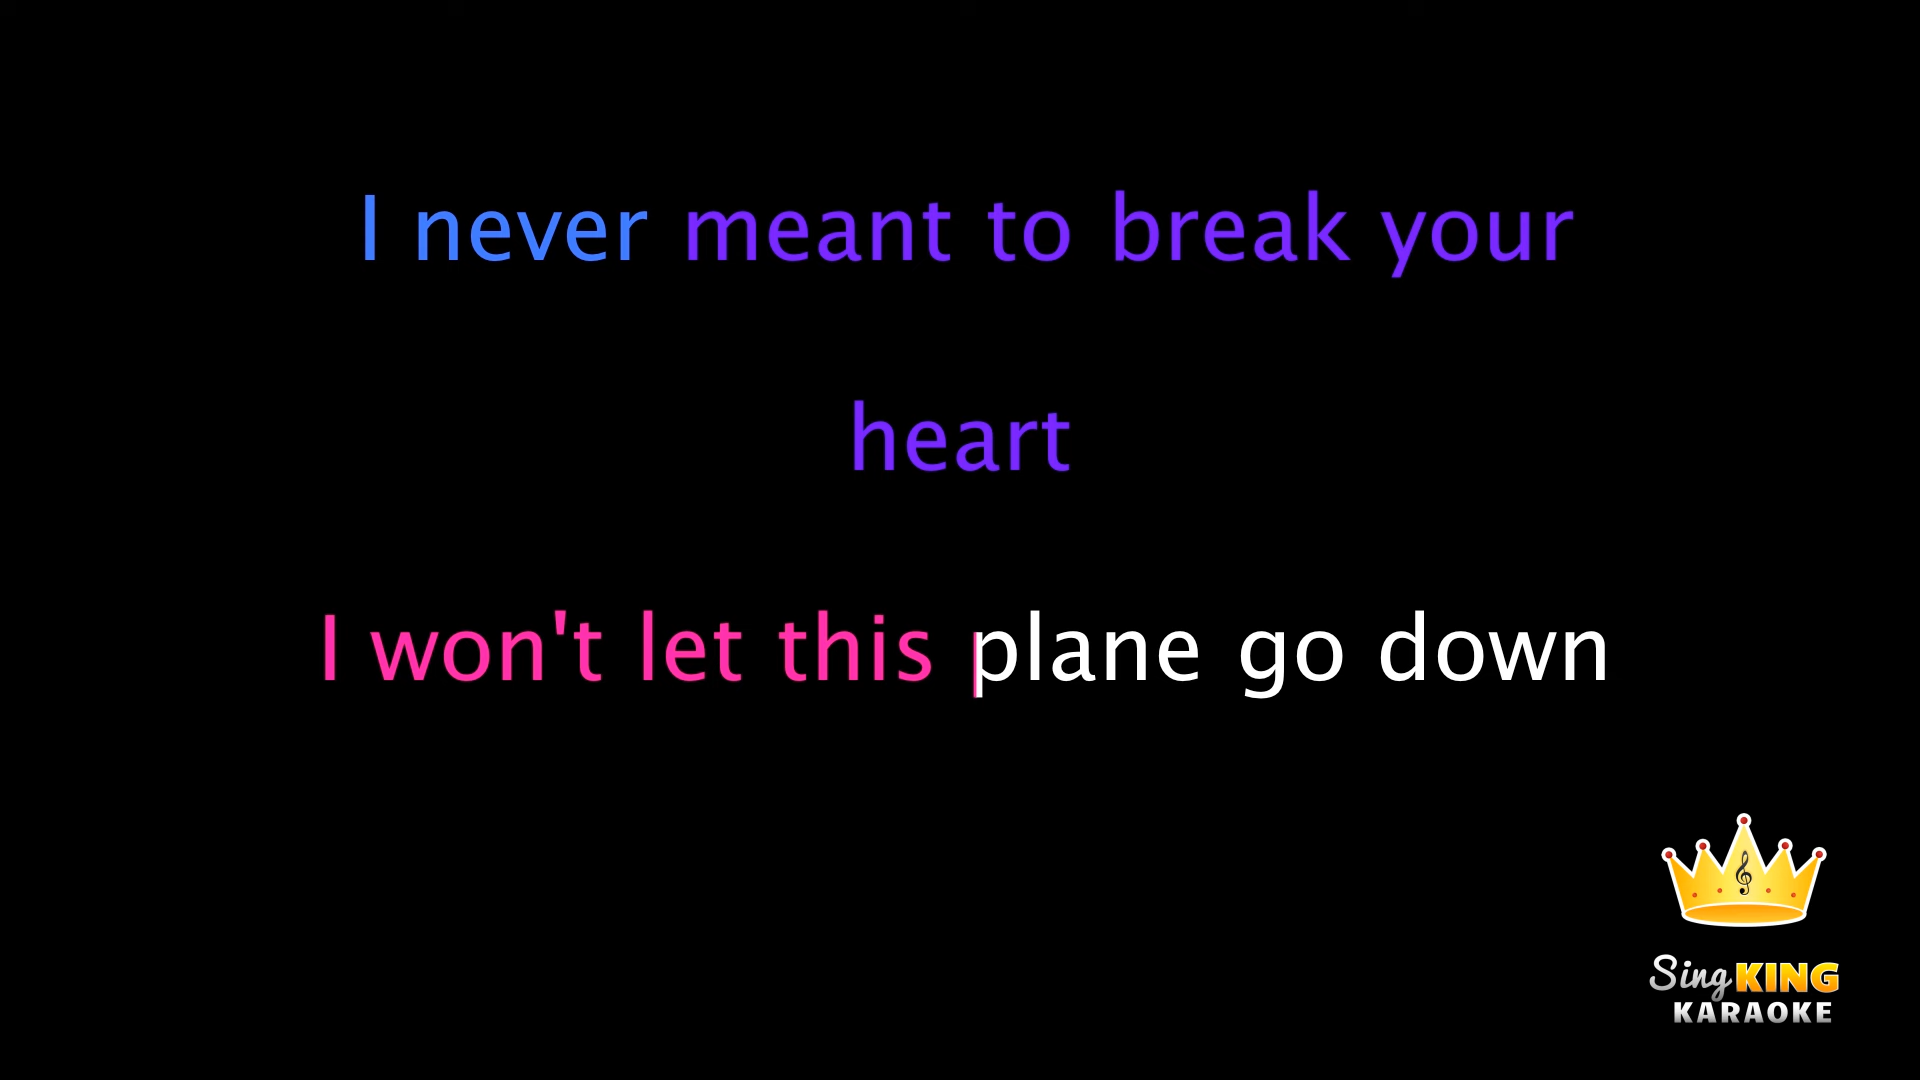 I never meant to break your
heart
I won't let this plane go down
Sing KING
KARAOKE